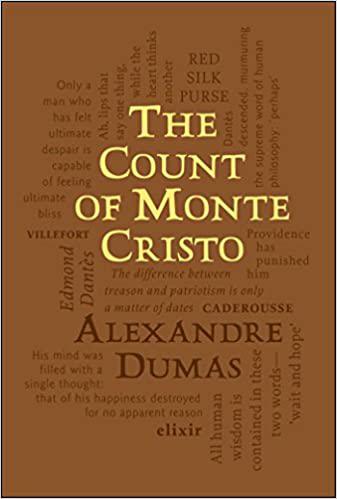 Only a
man who
has felt
ultimate
despair is
capable
of feeling
ultimate
bliss
Ah, lips that
say one thing,
while the
heart thinks
another
RED
SILK
PURSE
Dantès
descended, murmuring
the supreme word of human
philosophy: 'perhaps'
THE
COUNT
OF MONTE
CRISTO
VILLEFORT
Edmond
Dantès
Providence
has
punished
him
The difference between
treason and patriotism is only
a matter of dates
CADEROUSSE
ALEXANDRE
DUMAS
His mind was
filled with a
single thought:
that of his happiness destroyed
for no apparent reason
elixir
All human
wisdom is
contained in these
two words—
'wait and hope'